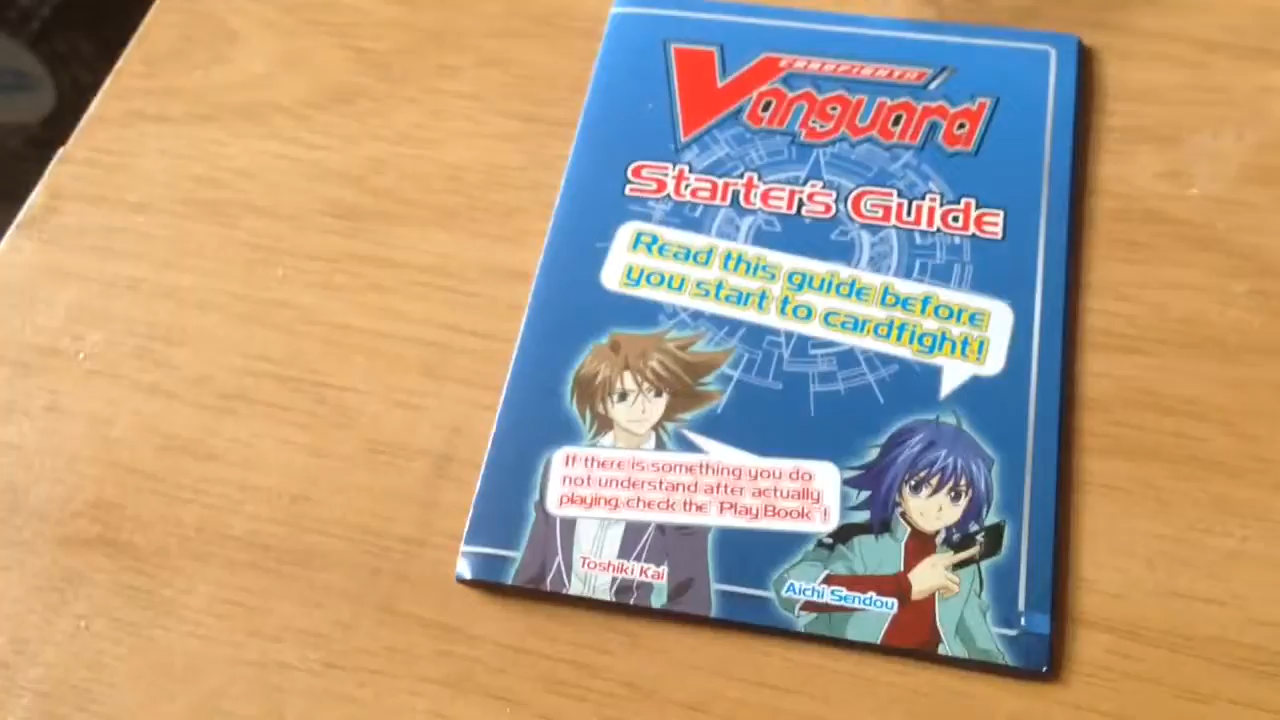 CARDFIGHT!!
Vanguard
Starter's Guide
Read this guide before
you start to cardfight!
If there is something you do
not understand after actually
playing, check the "Play Book"!
Toshiki Kai
Aichi Sendou